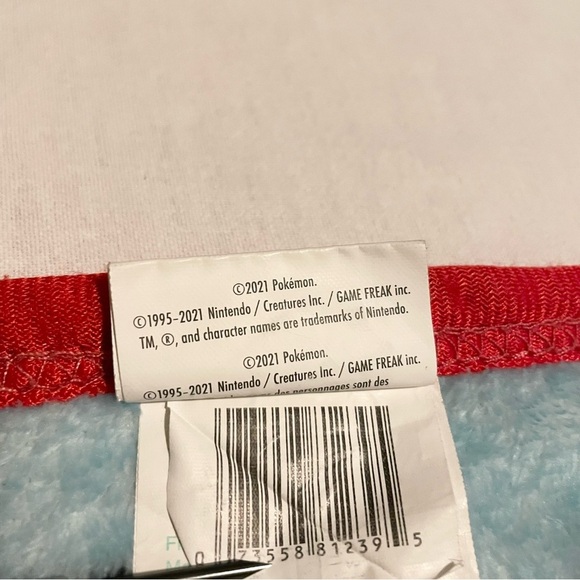 ©2021 Pokémon.
©1995–2021 Nintendo / Creatures Inc. / GAME FREAK inc.
TM, ®, and character names are trademarks of Nintendo.
©2021 Pokémon.
©1995–2021 Nintendo / Creatures Inc. / GAME FREAK inc.
des personnages sont des
0 73558 81239 5